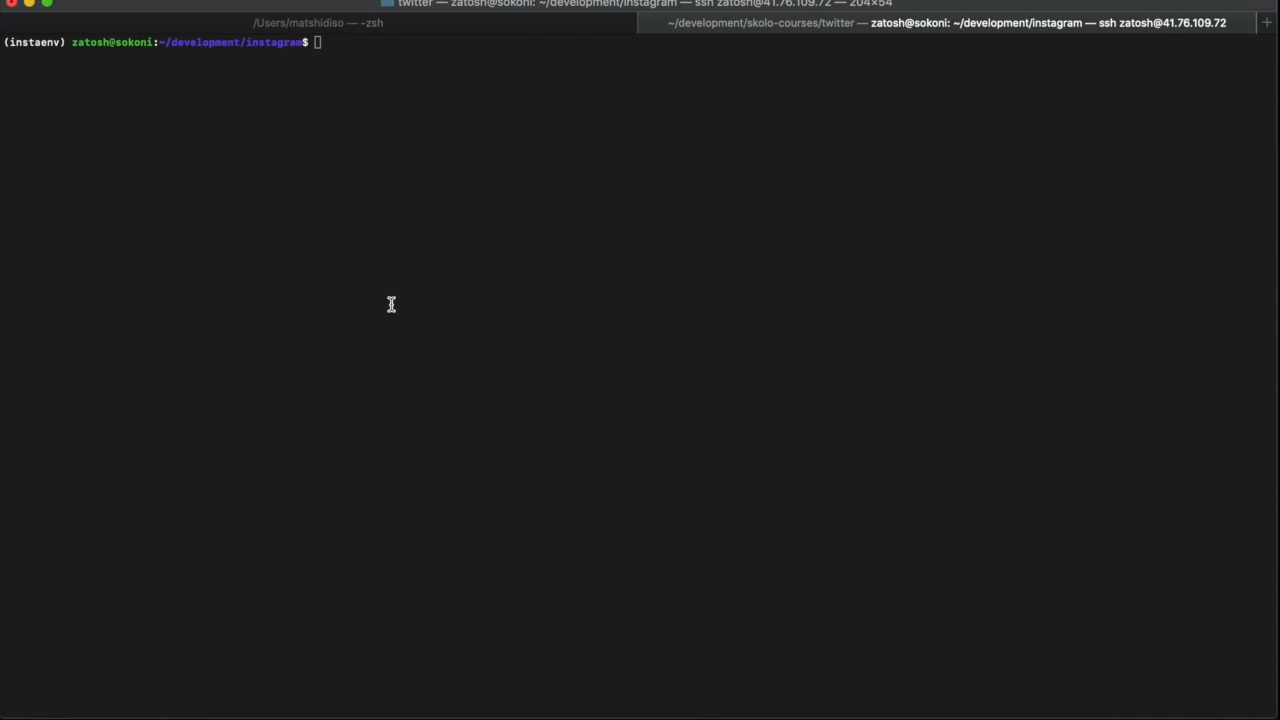 twitter — zatosh@sokoni: ~/development/instagram — ssh zatosh@41.76.109.72 — 204×54
/Users/matshidiso — -zsh
~/development/skolo-courses/twitter — zatosh@sokoni: ~/development/instagram — ssh zatosh@41.76.109.72 +
(instaenv) zatosh@sokoni:~/development/instagram$